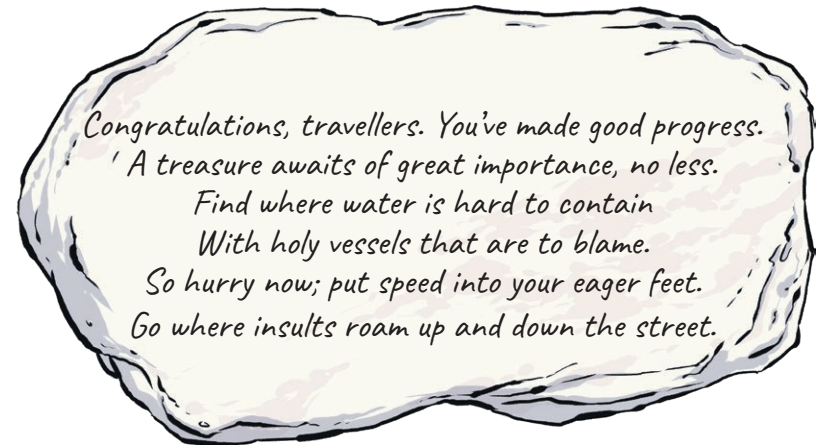 Congratulations, travellers. You've made good progress.
A treasure awaits of great importance, no less.
Find where water is hard to contain
With holy vessels that are to blame.
So hurry now; put speed into your eager feet.
Go where insults roam up and down the street.